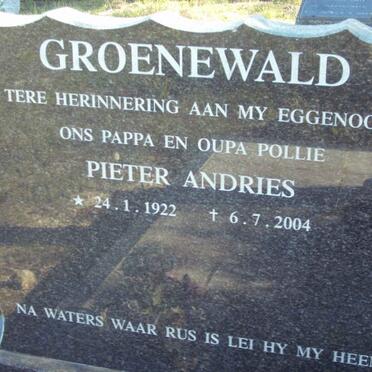 GROENEWALD
TERE HERINNERING AAN MY EGGENOO
ONS PAPPA EN OUPA POLLIE
PIETER ANDRIES
★ 24.1.1922 † 6.7.2004
NA WATERS WAAR RUS IS LEI HY MY HEE